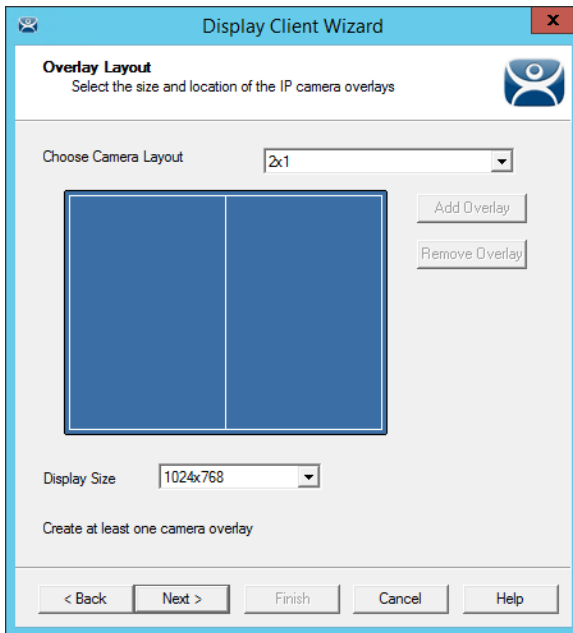 Display Client Wizard
x
Overlay Layout
Select the size and location of the IP camera overlays
Choose Camera Layout
2x1
Add Overlay
Remove Overlay
Display Size
1024x768
Create at least one camera overlay
< Back
Next >
Finish
Cancel
Help